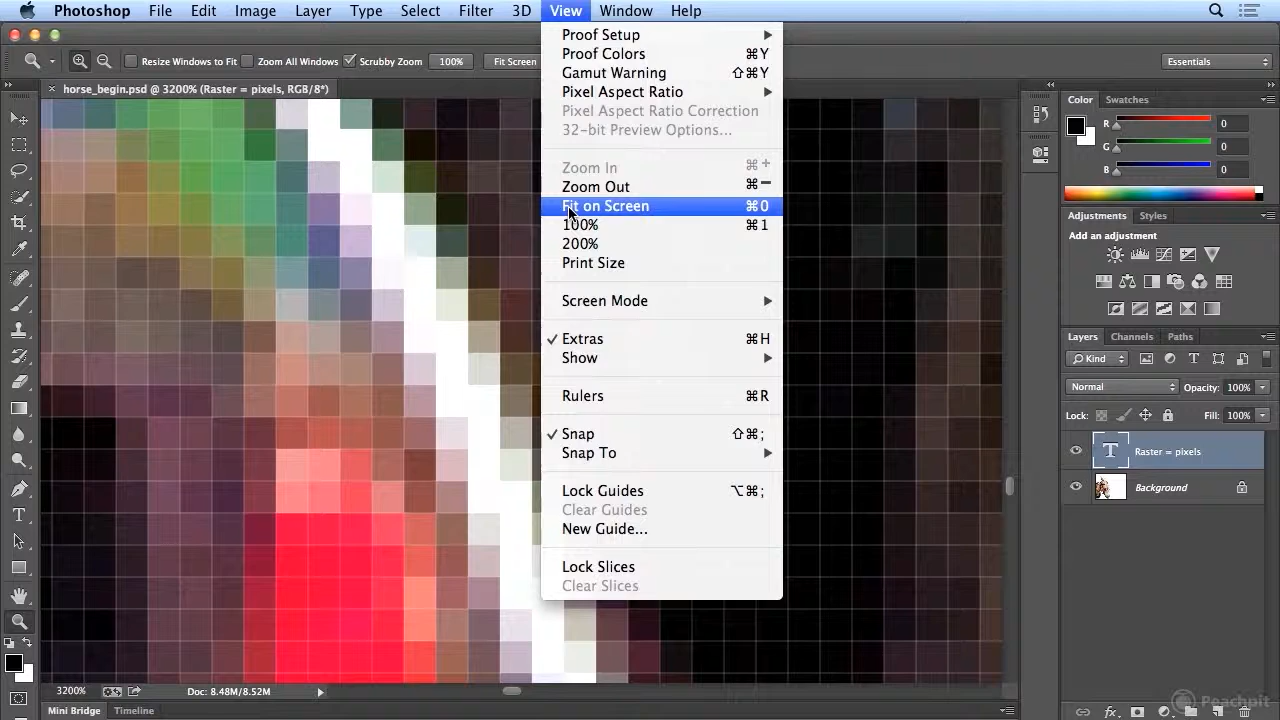 Photoshop File Edit Image Layer Type Select Filter 3D View Window Help
Resize Windows to Fit Zoom All Windows Scrubby Zoom 100% Fit Screen Essentials
× horse_begin.psd @ 3200% (Raster = pixels, RGB/8*)
Proof Setup
Proof Colors ⌘Y
Gamut Warning ⇧⌘Y
Pixel Aspect Ratio
Pixel Aspect Ratio Correction
32-bit Preview Options...
Zoom In ⌘+
Zoom Out ⌘−
Fit on Screen ⌘0
100% ⌘1
200%
Print Size
Screen Mode
✓ Extras ⌘H
Show
Rulers ⌘R
✓ Snap ⇧⌘;
Snap To
Lock Guides ⌥⌘;
Clear Guides
New Guide...
Lock Slices
Clear Slices
Color Swatches
R 0
G 0
B 0
Adjustments Styles
Add an adjustment
Layers Channels Paths
Kind
Normal Opacity: 100%
Lock: Fill: 100%
T Raster = pixels
Background
3200% Doc: 8.48M/8.52M
Mini Bridge Timeline
Peachpit
fx